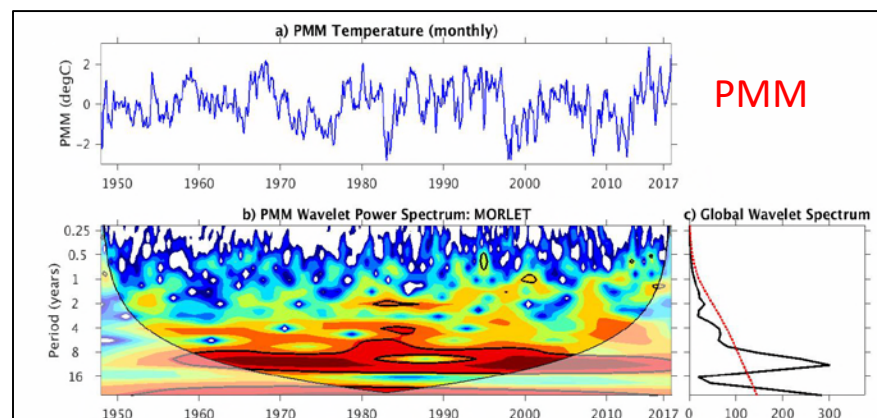 a) PMM Temperature (monthly)
PMM (degC)
2
0
-2
1950 1960 1970 1980 1990 2000 2010 2017
PMM
b) PMM Wavelet Power Spectrum: MORLET
Period (years)
0.25
0.5
1
2
4
8
16
1950 1960 1970 1980 1990 2000 2010 2017
c) Global Wavelet Spectrum
0 100 200 300